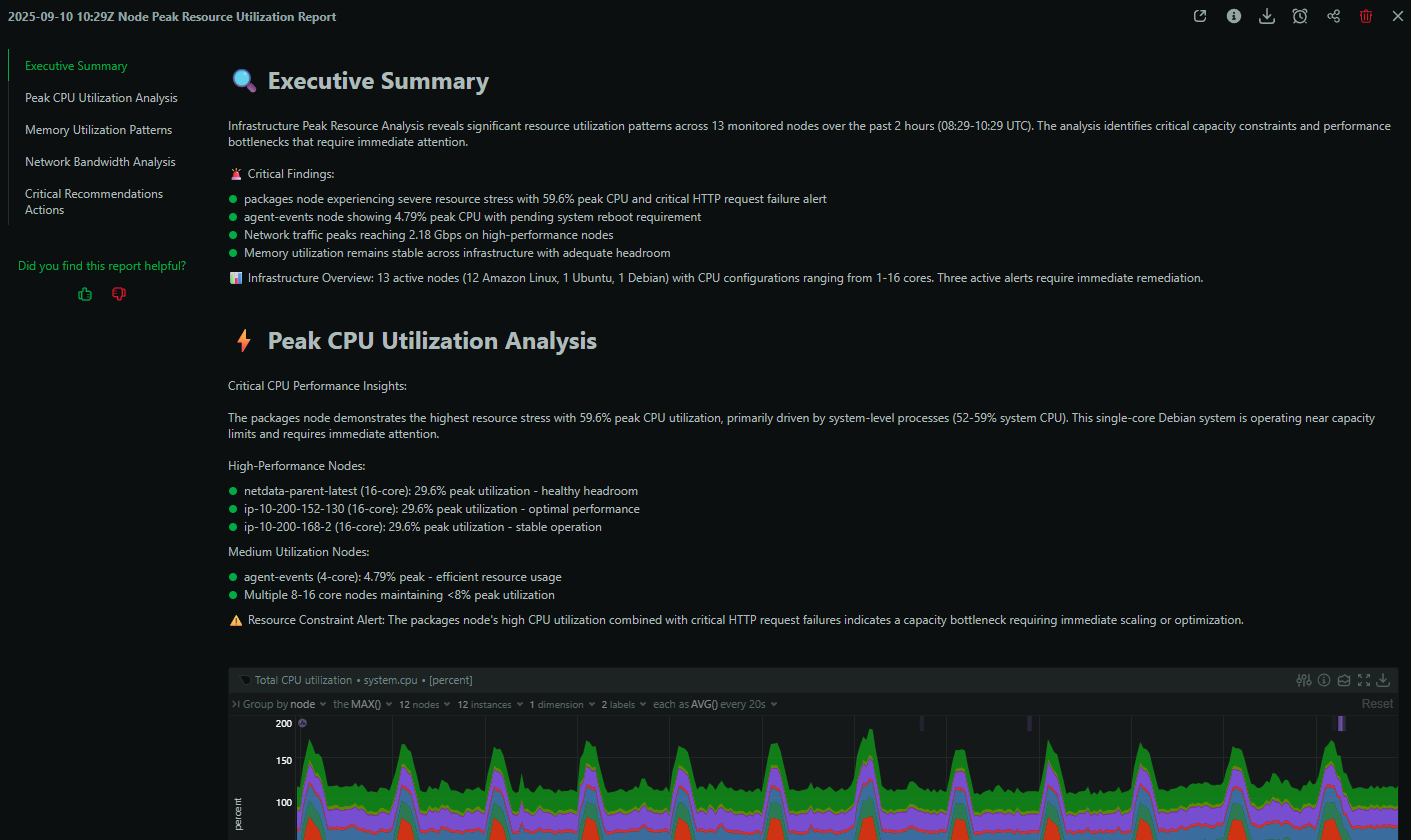 2025-09-10 10:29Z Node Peak Resource Utilization Report
Executive Summary
Peak CPU Utilization Analysis
Memory Utilization Patterns
Network Bandwidth Analysis
Critical Recommendations
Actions
Did you find this report helpful?
Executive Summary
Infrastructure Peak Resource Analysis reveals significant resource utilization patterns across 13 monitored nodes over the past 2 hours (08:29-10:29 UTC). The analysis identifies critical capacity constraints and performance
bottlenecks that require immediate attention.
Critical Findings:
packages node experiencing severe resource stress with 59.6% peak CPU and critical HTTP request failure alert
agent-events node showing 4.79% peak CPU with pending system reboot requirement
Network traffic peaks reaching 2.18 Gbps on high-performance nodes
Memory utilization remains stable across infrastructure with adequate headroom
Infrastructure Overview: 13 active nodes (12 Amazon Linux, 1 Ubuntu, 1 Debian) with CPU configurations ranging from 1-16 cores. Three active alerts require immediate remediation.
Peak CPU Utilization Analysis
Critical CPU Performance Insights:
The packages node demonstrates the highest resource stress with 59.6% peak CPU utilization, primarily driven by system-level processes (52-59% system CPU). This single-core Debian system is operating near capacity
limits and requires immediate attention.
High-Performance Nodes:
netdata-parent-latest (16-core): 29.6% peak utilization - healthy headroom
ip-10-200-152-130 (16-core): 29.6% peak utilization - optimal performance
ip-10-200-168-2 (16-core): 29.6% peak utilization - stable operation
Medium Utilization Nodes:
agent-events (4-core): 4.79% peak - efficient resource usage
Multiple 8-16 core nodes maintaining <8% peak utilization
Resource Constraint Alert: The packages node's high CPU utilization combined with critical HTTP request failures indicates a capacity bottleneck requiring immediate scaling or optimization.
Total CPU utilization • system.cpu • [percent]
Group by node the MAX() 12 nodes 12 instances 1 dimension 2 labels each as AVG() every 20s Reset
200
150
100
percent